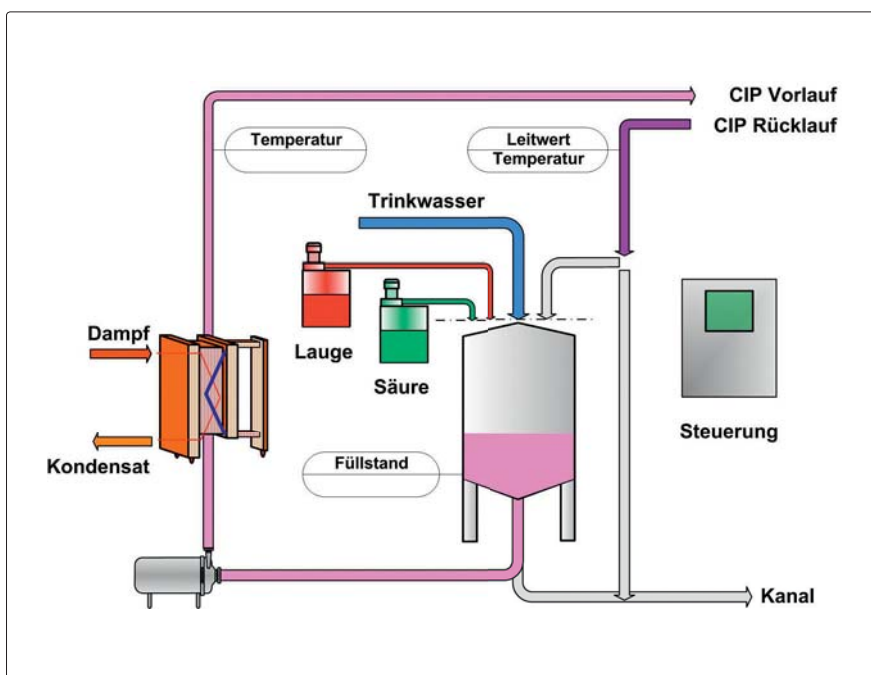 CIP Vorlauf
CIP Rücklauf
Temperatur
Leitwert
Temperatur
Trinkwasser
Dampf
Lauge
Säure
Steuerung
Kondensat
Füllstand
Kanal